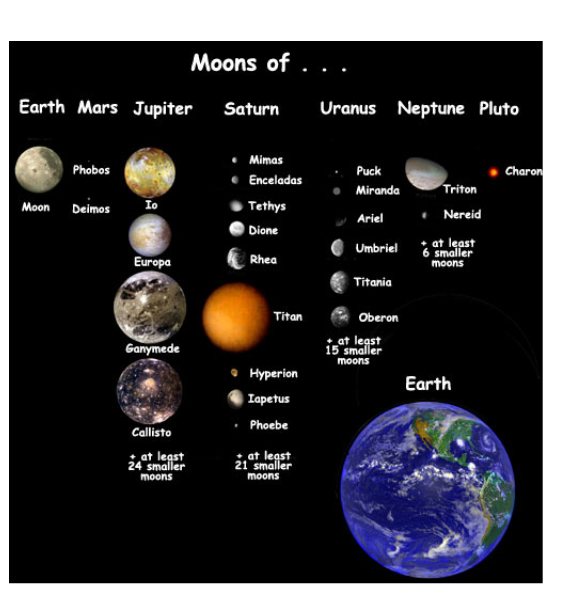 Moons of . . .
Earth
Mars
Jupiter
Saturn
Uranus
Neptune
Pluto
Moon
Phobos
Deimos
Io
Europa
Ganymede
Callisto
+ at least
24 smaller
moons
Mimas
Enceladas
Tethys
Dione
Rhea
Titan
Hyperion
Iapetus
Phoebe
+ at least
21 smaller
moons
Puck
Miranda
Ariel
Umbriel
Titania
Oberon
+ at least
15 smaller
moons
Triton
Nereid
+ at least
6 smaller
moons
Charon
Earth